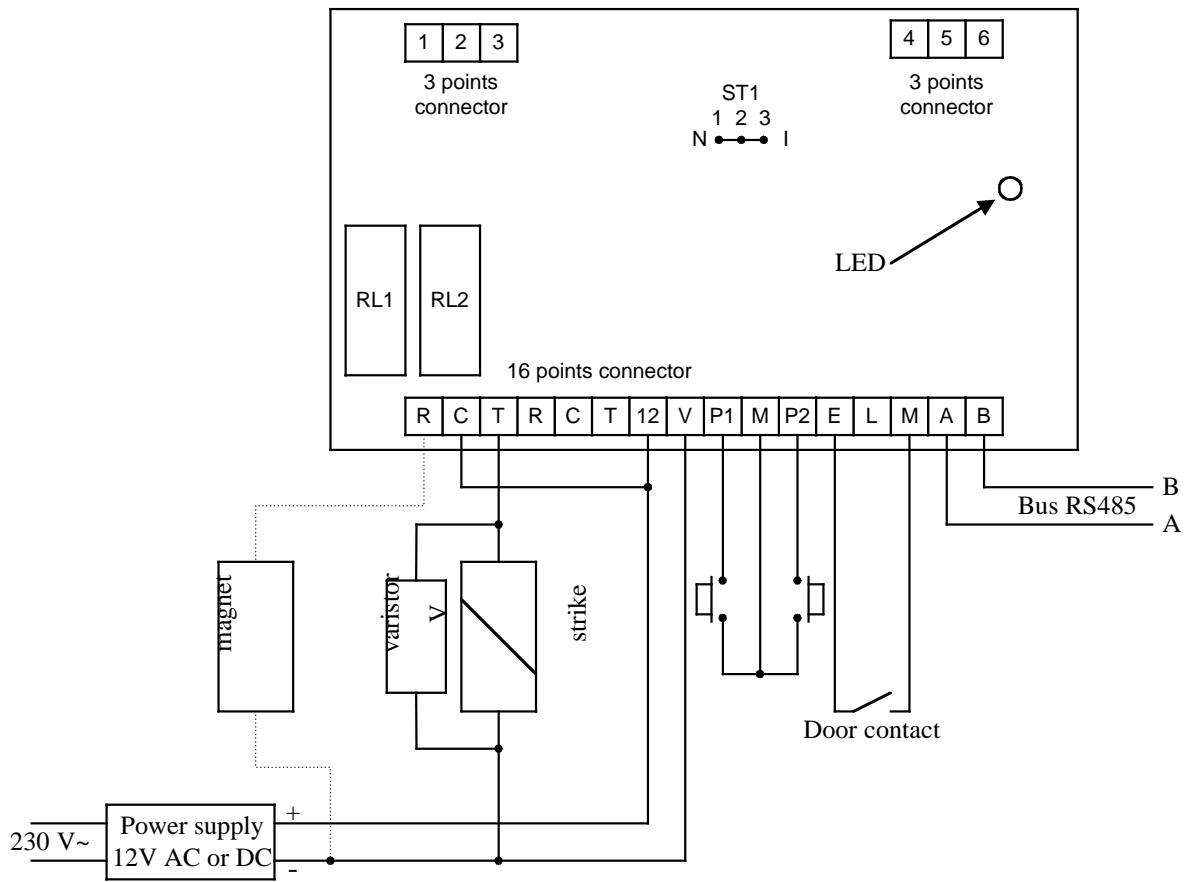 1 2 3
4 5 6
3 points
connector
3 points
connector
ST1
1 2 3
N I
LED
RL1 RL2
16 points connector
R C T R C T 12 V P1 M P2 E L M A B
B
Bus RS485
A
magnet
varistor
V
strike
Door contact
+
230 V~
Power supply
12V AC or DC
-